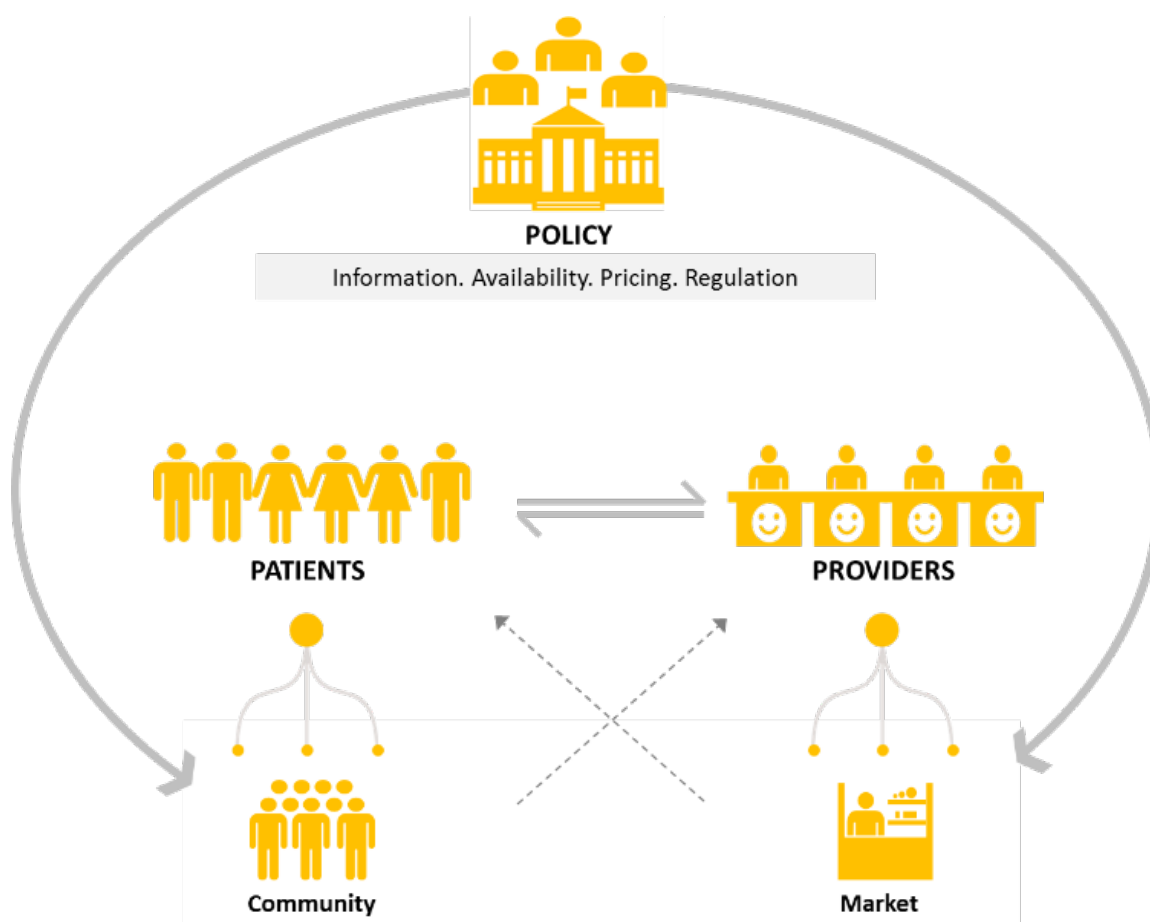 POLICY
Information. Availability. Pricing. Regulation
PATIENTS
PROVIDERS
Community
Market